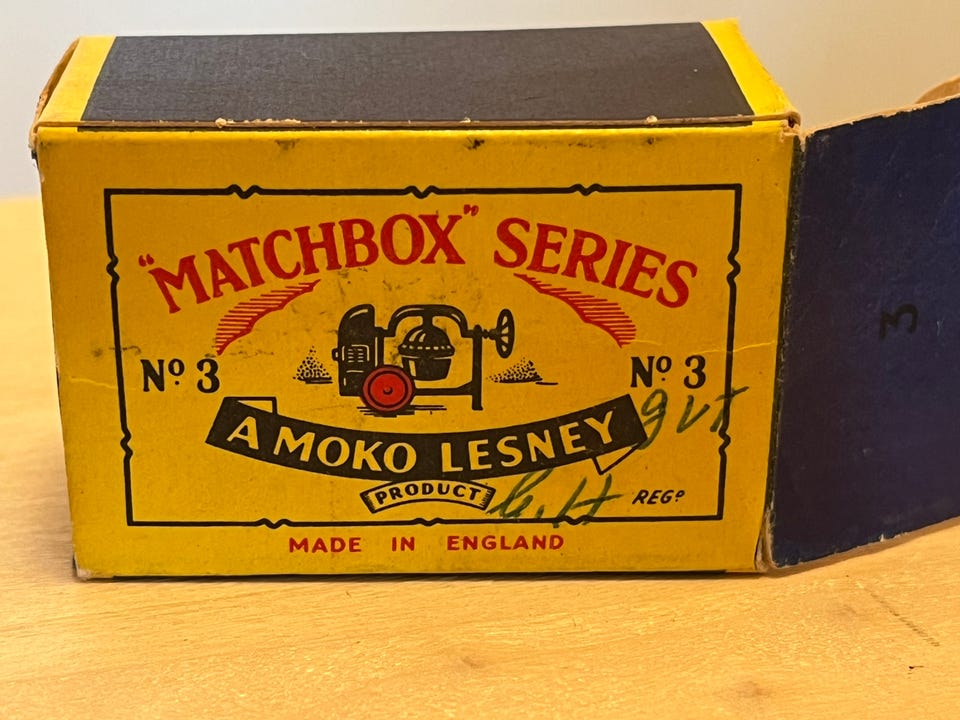 "MATCHBOX" SERIES
Nº 3 Nº 3
A MOKO LESNEY
PRODUCT
REGº
MADE IN ENGLAND
3